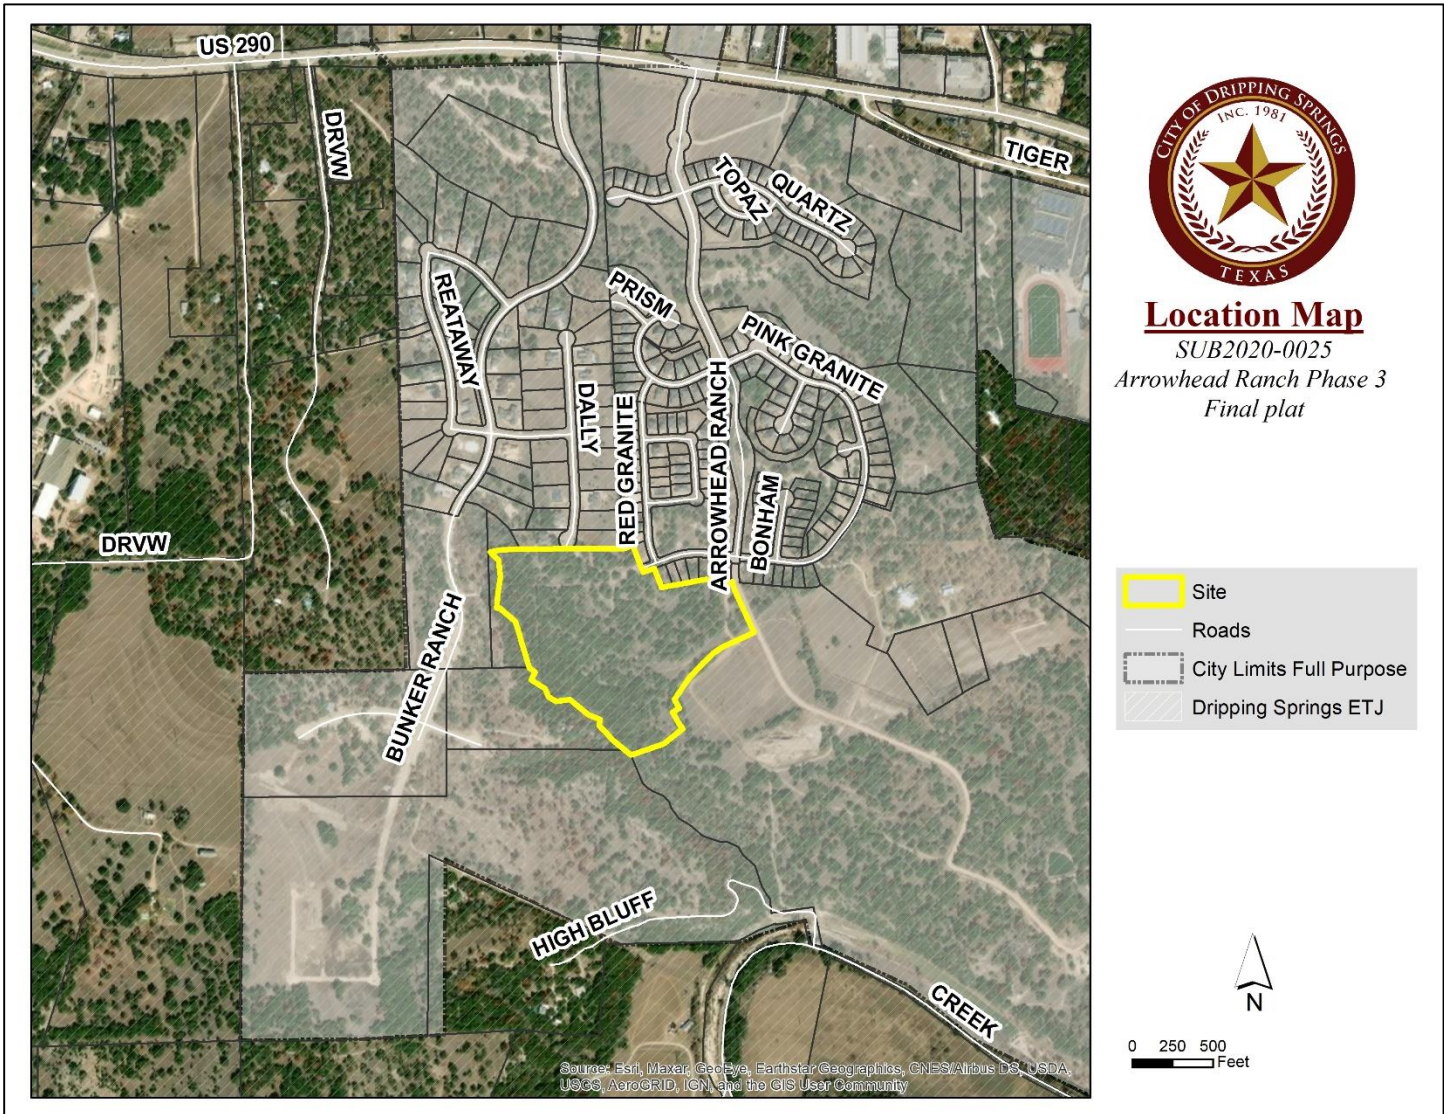 US 290
DRVW
TIGER
TOPAZ
QUARTZ
REATAWAY
PRISM
PINK GRANITE
DALLY
RED GRANITE
ARROWHEAD RANCH
BONHAM
DRVW
BUNKER RANCH
HIGH BLUFF
CREEK
Source: Esri, Maxar, GeoEye, Earthstar Geographics, CNES/Airbus DS, USDA,
USGS, AeroGRID, IGN, and the GIS User Community
CITY OF DRIPPING SPRINGS
INC. 1981
TEXAS
Location Map
SUB2020-0025
Arrowhead Ranch Phase 3
Final plat
Site
Roads
City Limits Full Purpose
Dripping Springs ETJ
N
0 250 500
Feet